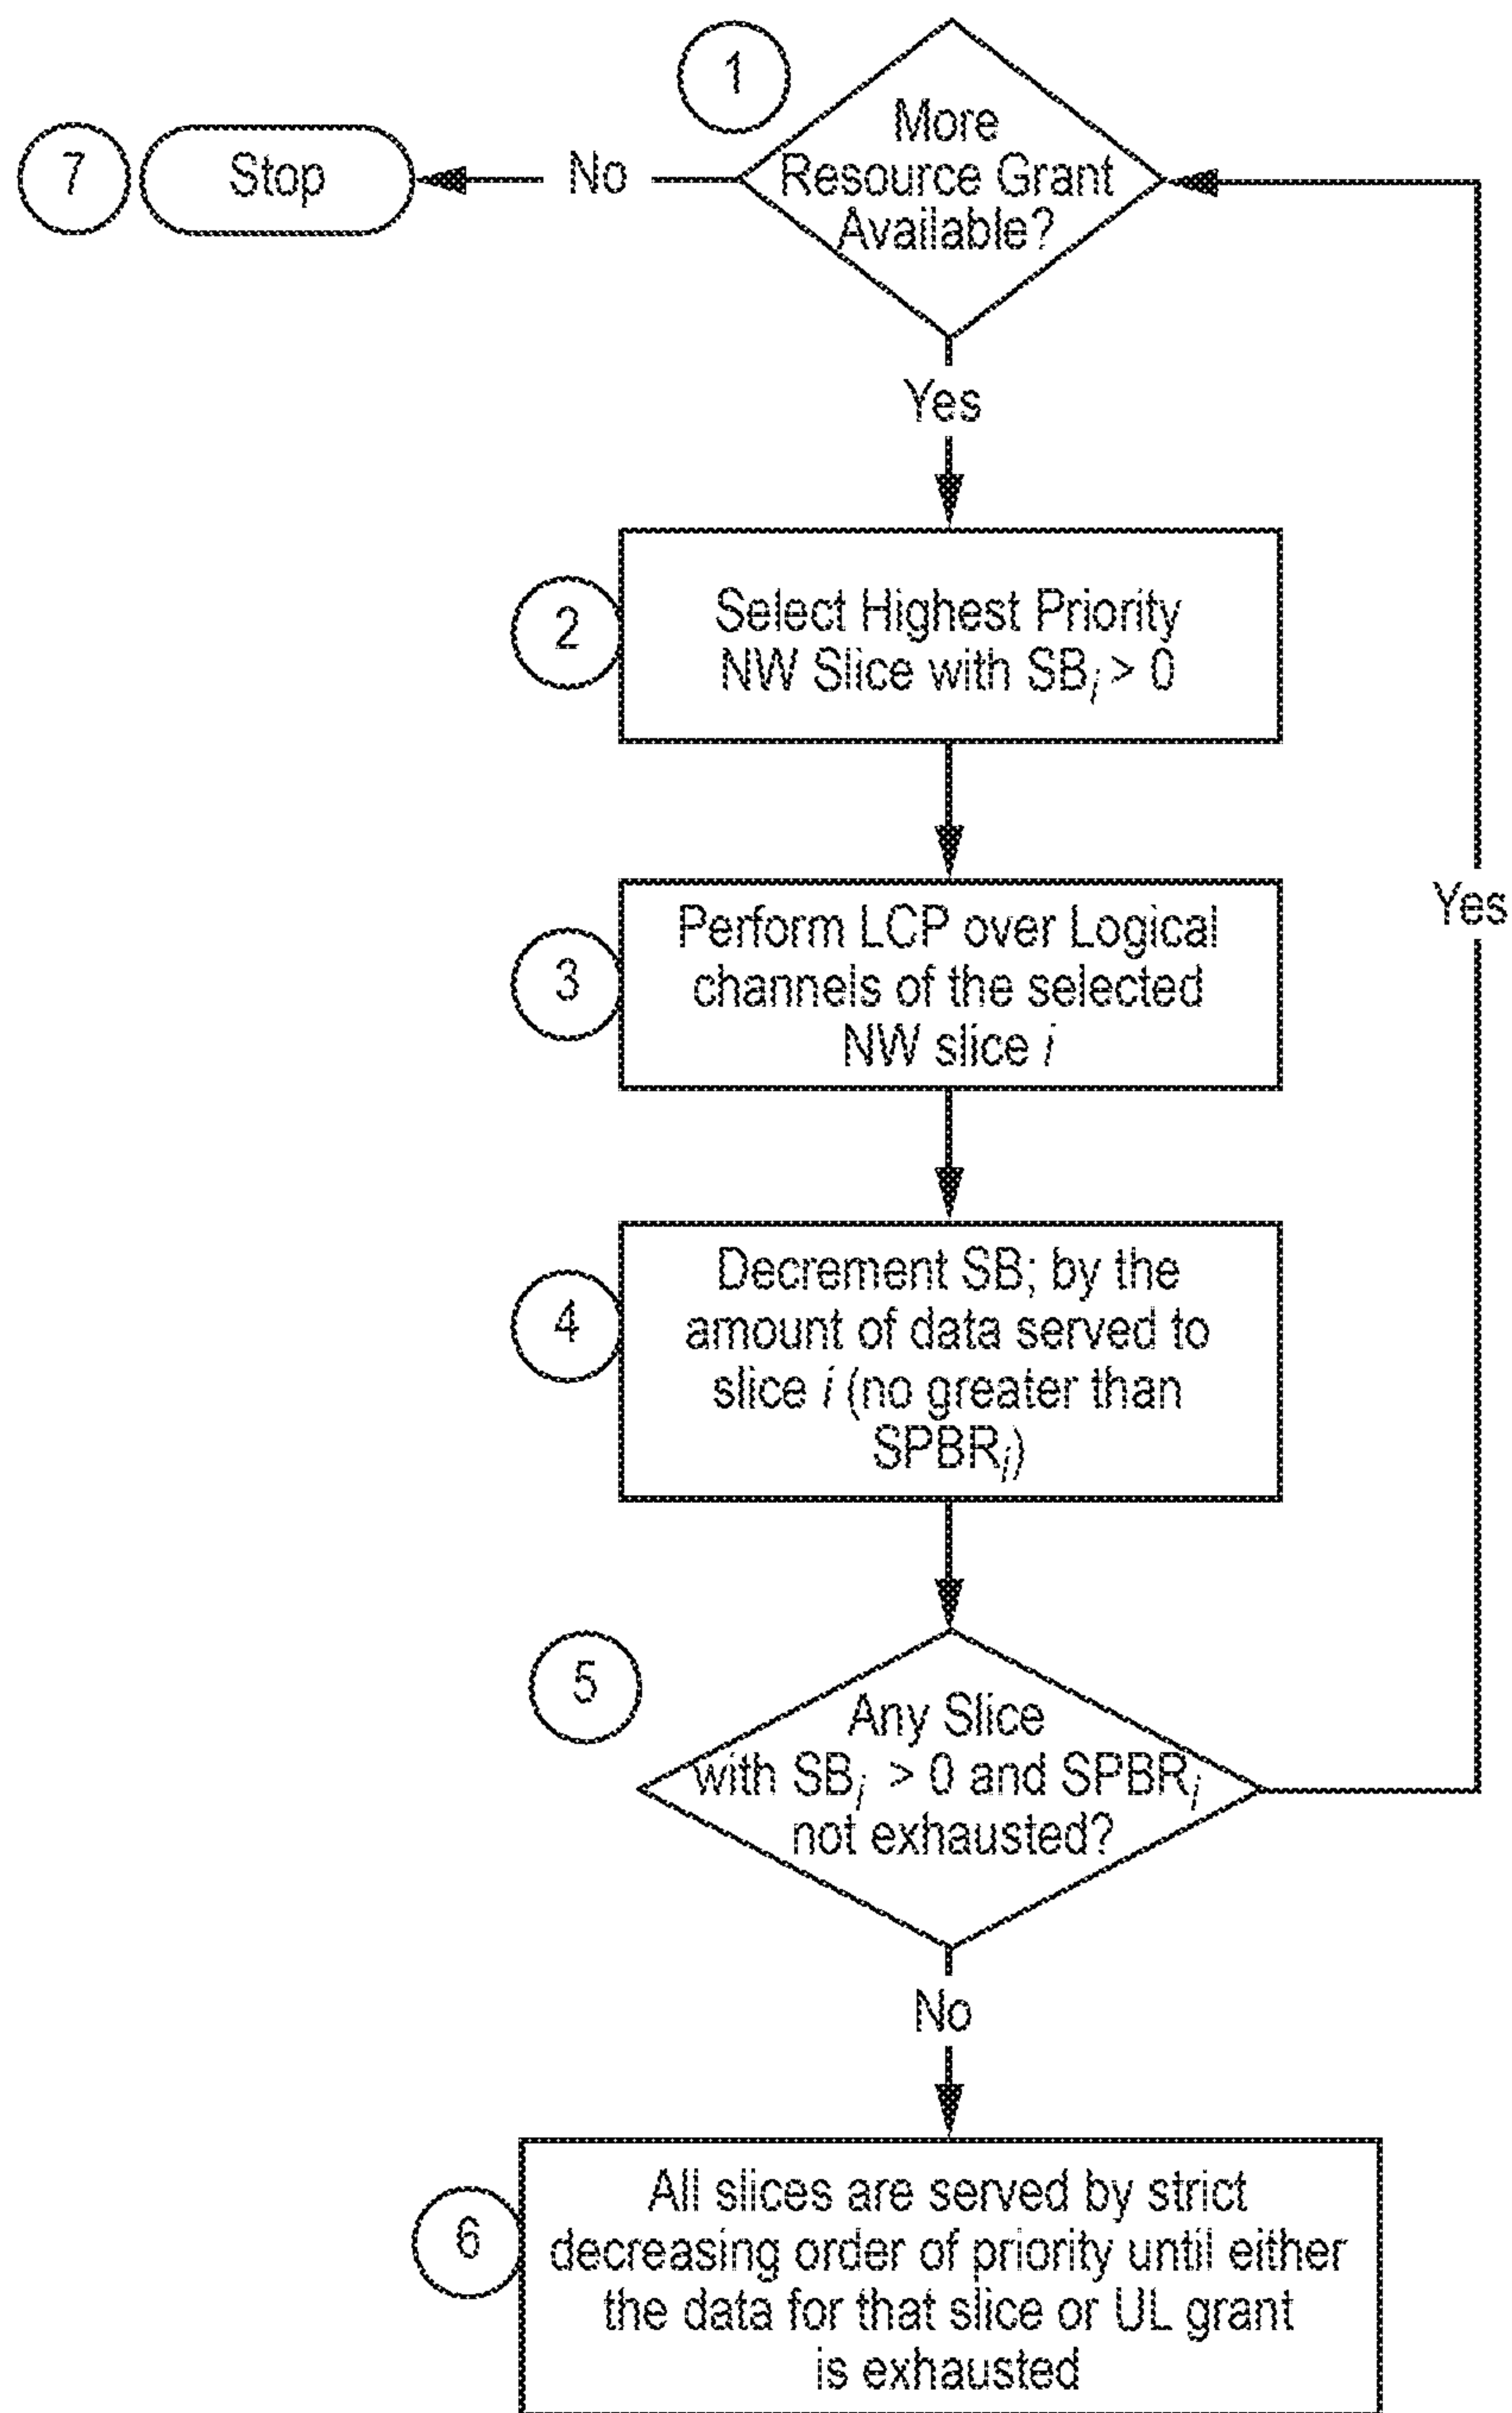 1
More
Resource Grant
Available?
No
7
Stop
Yes
2
Select Highest Priority
NW Slice with SBi > 0
3
Perform LCP over Logical
channels of the selected
NW slice i
Yes
4
Decrement SB; by the
amount of data served to
slice i (no greater than
SPBRi)
5
Any Slice
with SBi > 0 and SPBRi
not exhausted?
No
6
All slices are served by strict
decreasing order of priority until either
the data for that slice or UL grant
is exhausted